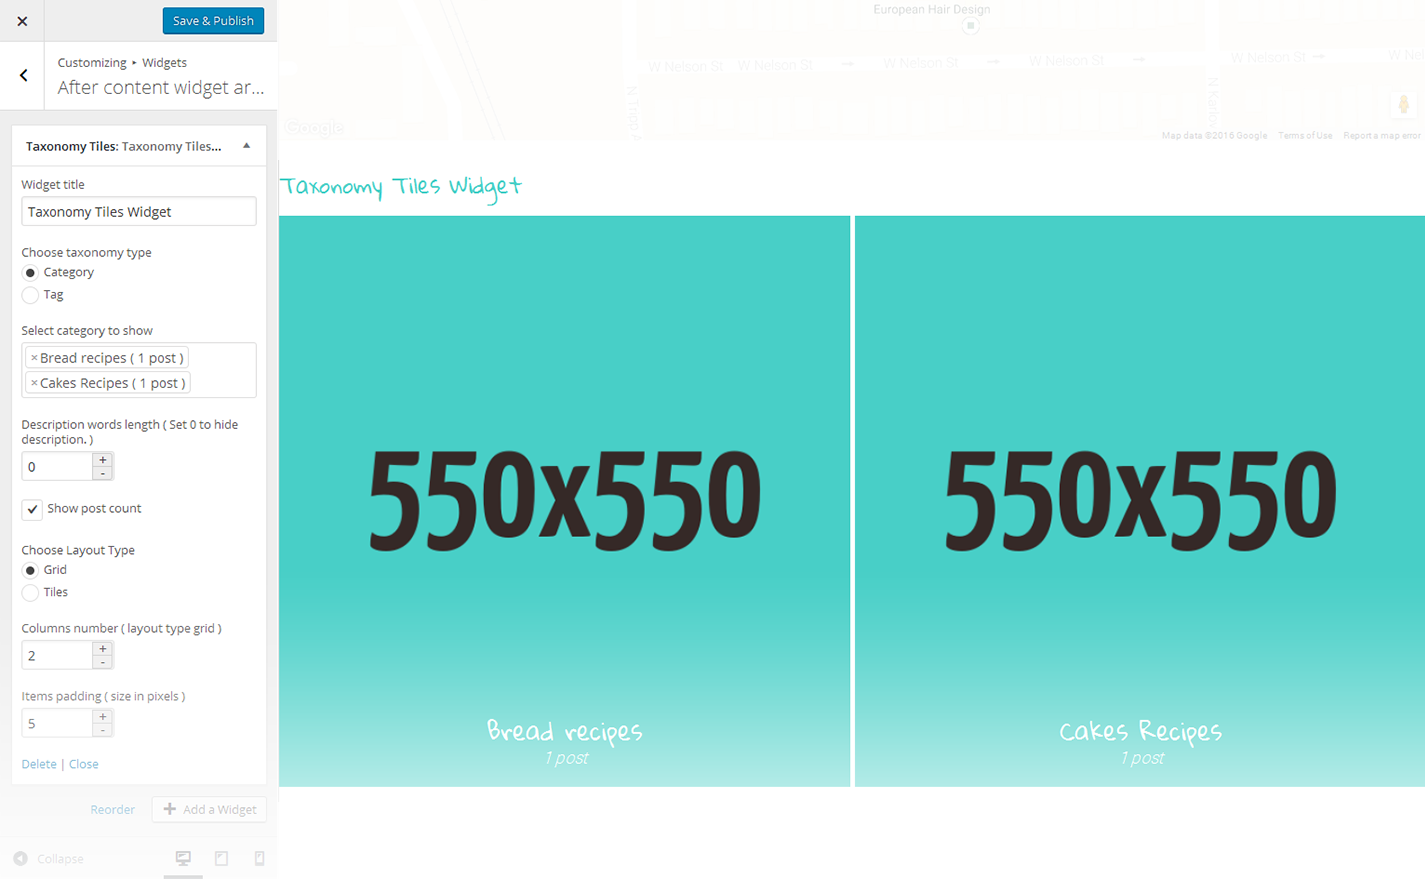 Save & Publish
Customizing ▸ Widgets
After content widget ar...
Taxonomy Tiles: Taxonomy Tiles...
Widget title
Taxonomy Tiles Widget
Choose taxonomy type
Category
Tag
Select category to show
×Bread recipes ( 1 post )
×Cakes Recipes ( 1 post )
Description words length ( Set 0 to hide
description. )
0
+
-
Show post count
Choose Layout Type
Grid
Tiles
Columns number ( layout type grid )
2
+
-
Items padding ( size in pixels )
5
+
-
Delete | Close
Reorder
Add a Widget
Collapse
European Hair Design
W Nelson St
W Nelson St
W Nelson St
W Nelson St
W Nelson St
Google
Map data ©2016 Google
Terms of Use
Report a map error
Taxonomy Tiles Widget
550x550
Bread recipes
1 post
550x550
Cakes Recipes
1 post